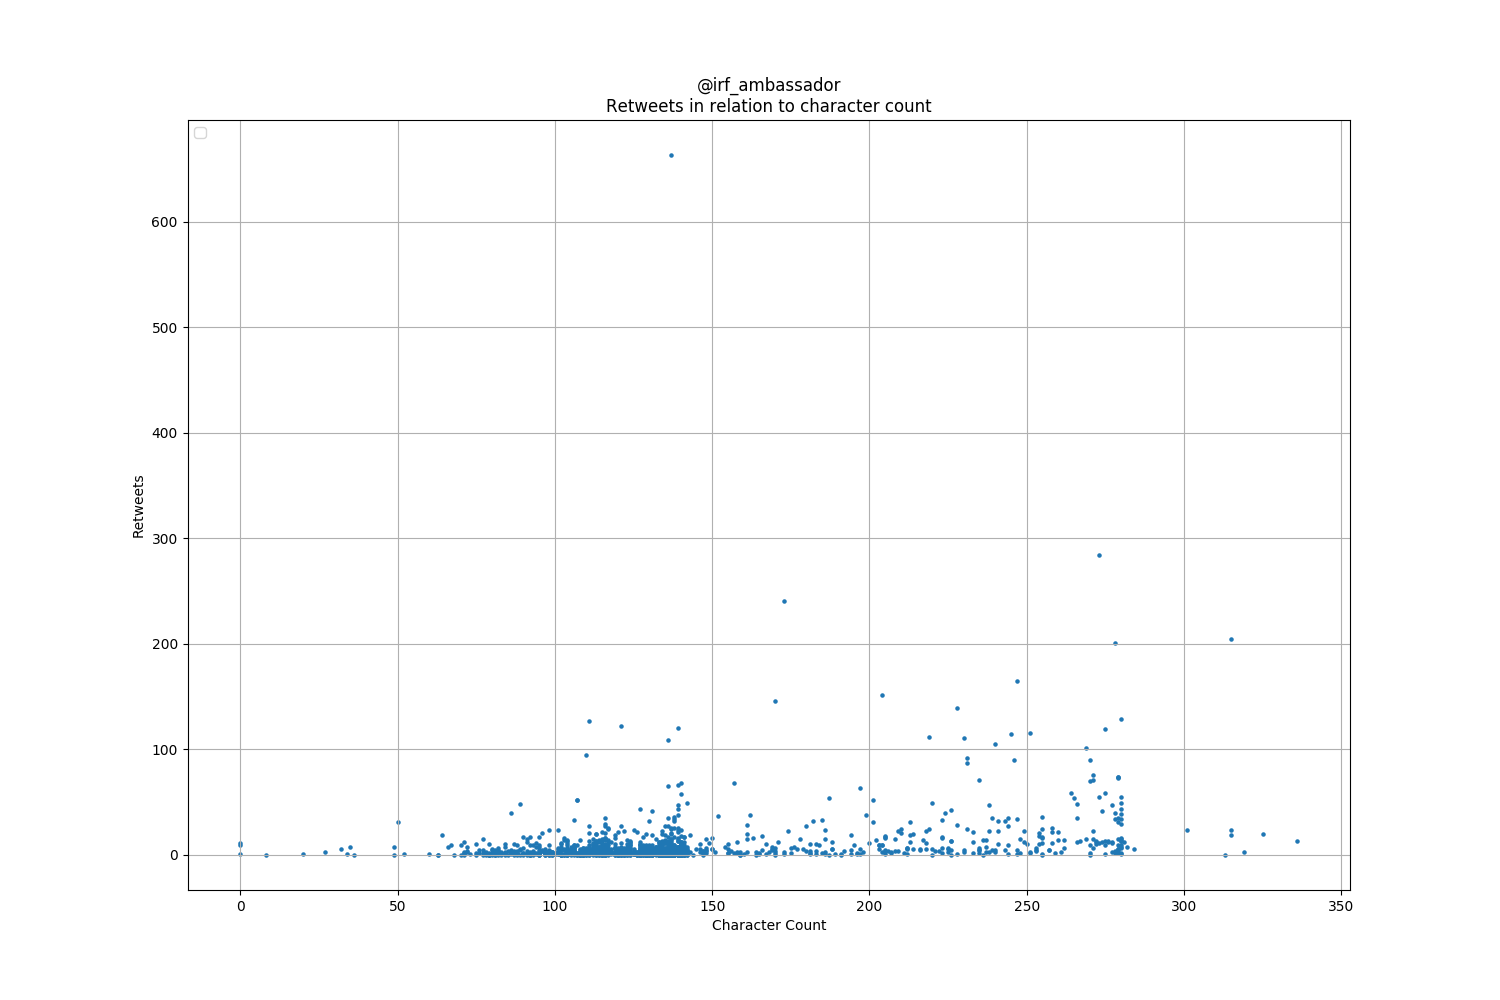 @irf_ambassador
Retweets in relation to character count
600
500
400
300
200
100
0
Retweets
0 50 100 150 200 250 300 350
Character Count